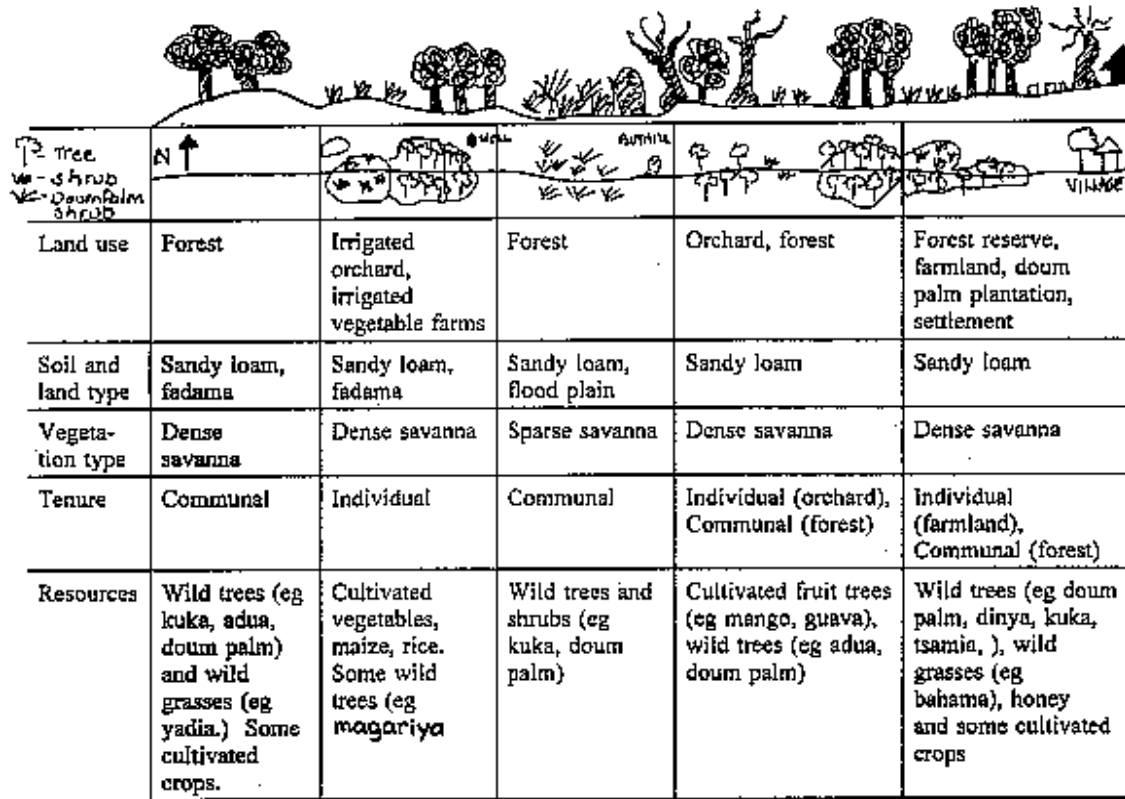 Tree
- shrub
- DoumPalm
shrub
N
WELL
ANTHILL
VILLAGE
Land use
Forest
Irrigated
orchard,
irrigated
vegetable farms
Forest
Orchard, forest
Forest reserve,
farmland, doum
palm plantation,
settlement
Soil and
land type
Sandy loam,
fadama
Sandy loam,
fadama
Sandy loam,
flood plain
Sandy loam
Sandy loam
Vegeta-
tion type
Dense
savanna
Dense savanna
Sparse savanna
Dense savanna
Dense savanna
Tenure
Communal
Individual
Communal
Individual (orchard),
Communal (forest)
Individual
(farmland),
Communal (forest)
Resources
Wild trees (eg
kuka, adua,
doum palm)
and wild
grasses (eg
yadia.) Some
cultivated
crops.
Cultivated
vegetables,
maize, rice.
Some wild
trees (eg
magariya
Wild trees and
shrubs (eg
kuka, doum
palm)
Cultivated fruit trees
(eg mango, guava),
wild trees (eg adua,
doum palm)
Wild trees (eg doum
palm, dinya, kuka,
tsamia, ), wild
grasses (eg
bahama), honey
and some cultivated
crops